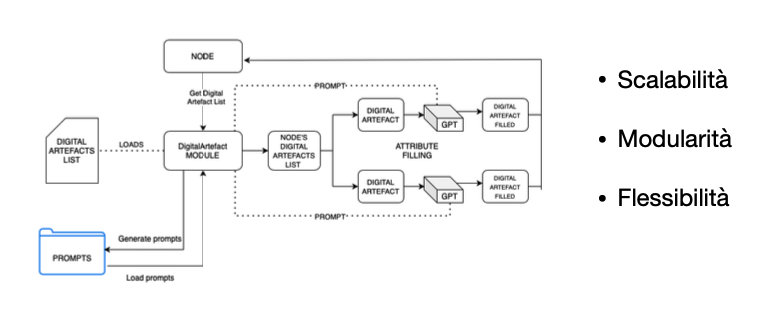 NODE
Get Digital
Artefact List
DIGITAL
ARTEFACTS
LIST
LOADS
DigitalArtefact
MODULE
NODE'S
DIGITAL
ARTEFACTS
LIST
PROMPT
DIGITAL
ARTEFACT
GPT
DIGITAL
ARTEFACT
FILLED
ATTRIBUTE
FILLING
DIGITAL
ARTEFACT
GPT
DIGITAL
ARTEFACT
FILLED
PROMPT
Generate prompts
PROMPTS
Load prompts
• Scalabilità
• Modularità
• Flessibilità